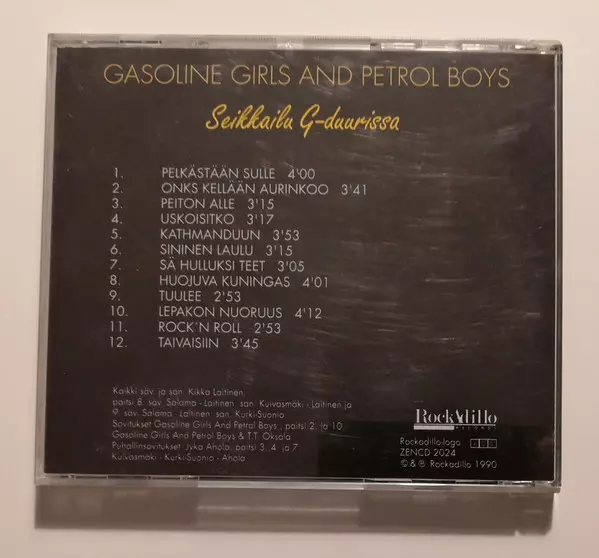 GASOLINE GIRLS AND PETROL BOYS
Seikkailu G-duurissa
1. PELKÄSTÄÄN SULLE 4'00
2. ONKS KELLÄÄN AURINKOO 3'41
3. PEITON ALLE 3'15
4. USKOISITKO 3'17
5. KATHMANDUUN 3'53
6. SININEN LAULU 3'15
7. SÄ HULLUKSI TEET 3'05
8. HUOJUVA KUNINGAS 4'01
9. TUULEE 2'53
10. LEPAKON NUORUUS 4'12
11. ROCK'N ROLL 2'53
12. TAIVAISIIN 3'45
Kaikki säv. ja san. Kikka Laitinen,
paitsi 8. säv. Salama - Laitinen san. Kuivasmäki - Laitinen ja
9. säv. Salama - Laitinen san. Kurki-Suonio
Sovitukset Gasoline Girls And Petrol Boys, paitsi 2. ja 10.
Gasoline Girls And Petrol Boys & T.T. Oksala
Puhallinsovitukset Jyka Ahola, paitsi 3. 4. ja 7.
Kuivasmäki - Kurki-Suonio - Ahola
ROCKADILLO
RECORDS
Rockadillo-logo
ZENCD 2024
© & ℗ Rockadillo 1990